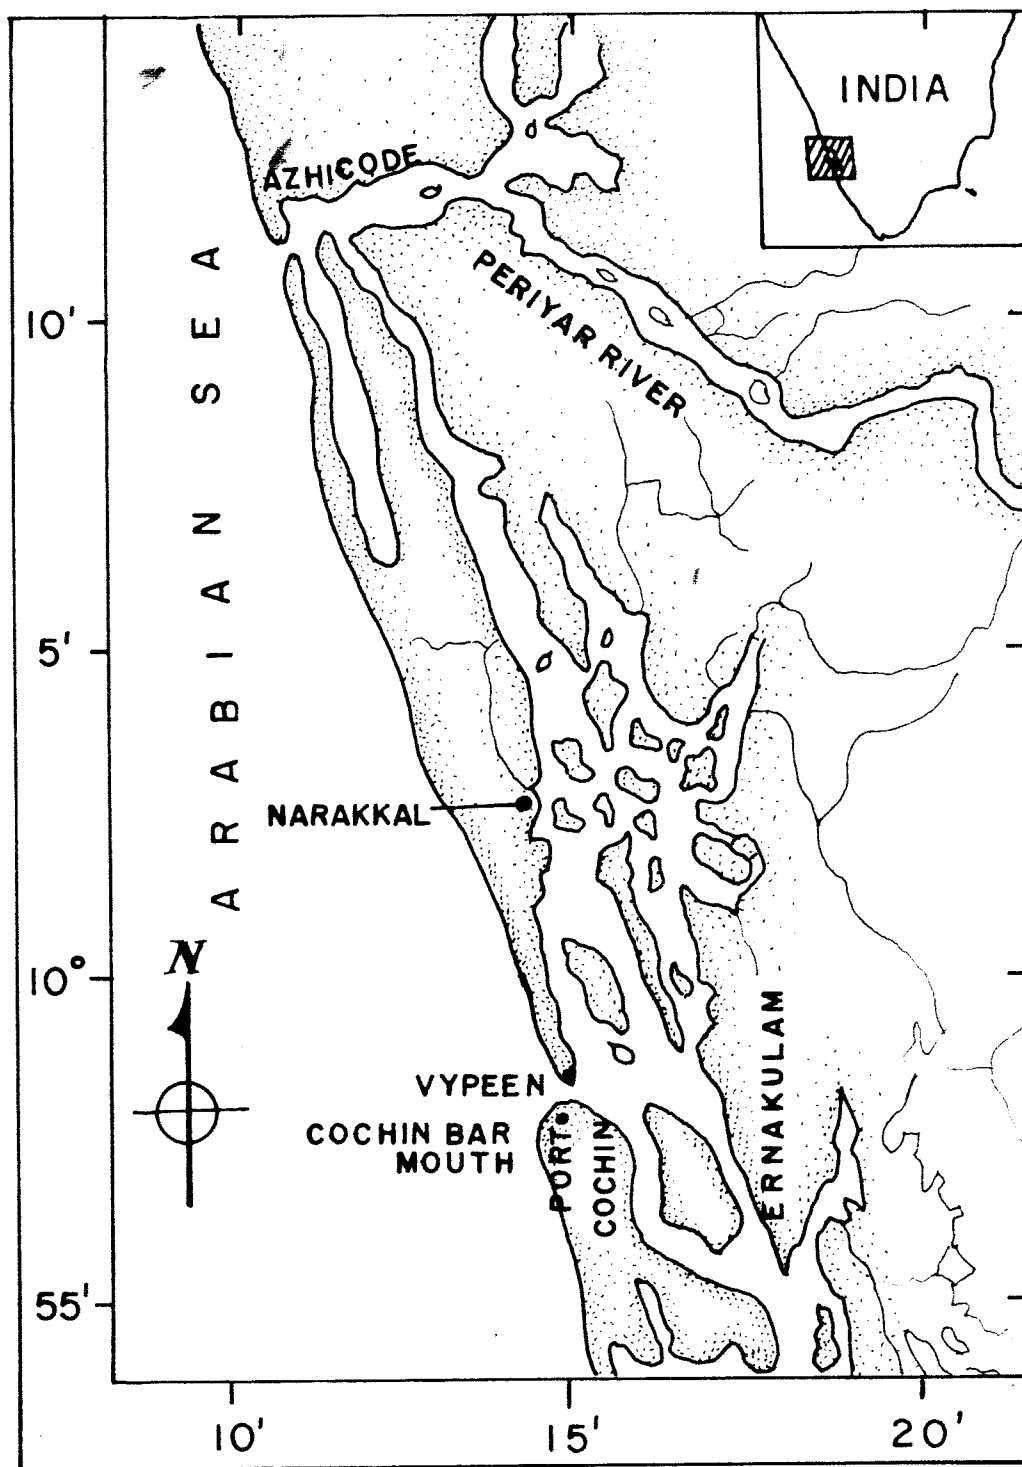 INDIA
AZHICODE
PERIYAR RIVER
ARABIAN SEA
10'
5'
NARAKKAL
10°
N
VYPEEN
COCHIN BAR
MOUTH
PORT
COCHIN
ERNAKULAM
55'
10'
15'
20'